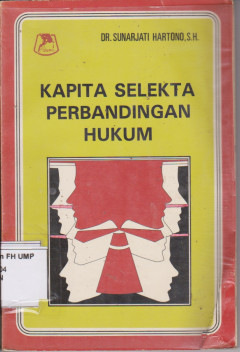 DR. SUNARJATI HARTONO, S.H.
KAPITA SELEKTA
PERBANDINGAN
HUKUM
FH UMP